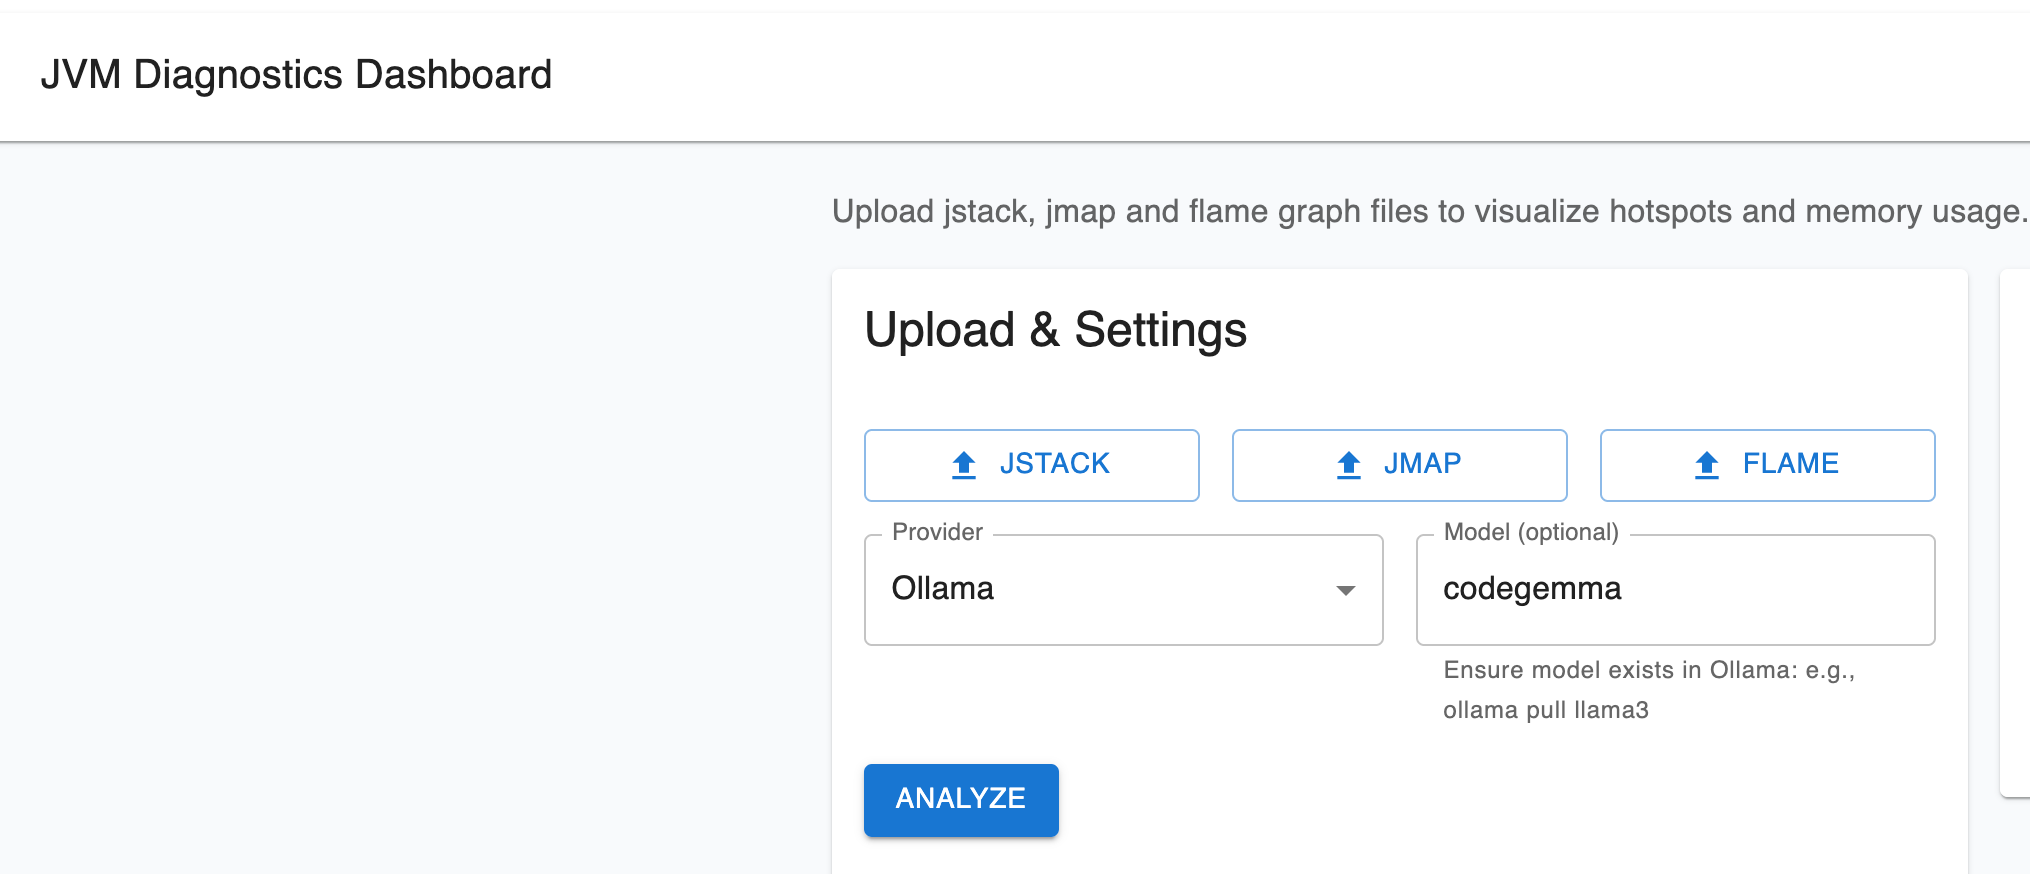 JVM Diagnostics Dashboard
Upload jstack, jmap and flame graph files to visualize hotspots and memory usage.
Upload & Settings
JSTACK
JMAP
FLAME
Provider
Ollama
Model (optional)
codegemma
Ensure model exists in Ollama: e.g.,
ollama pull llama3
ANALYZE